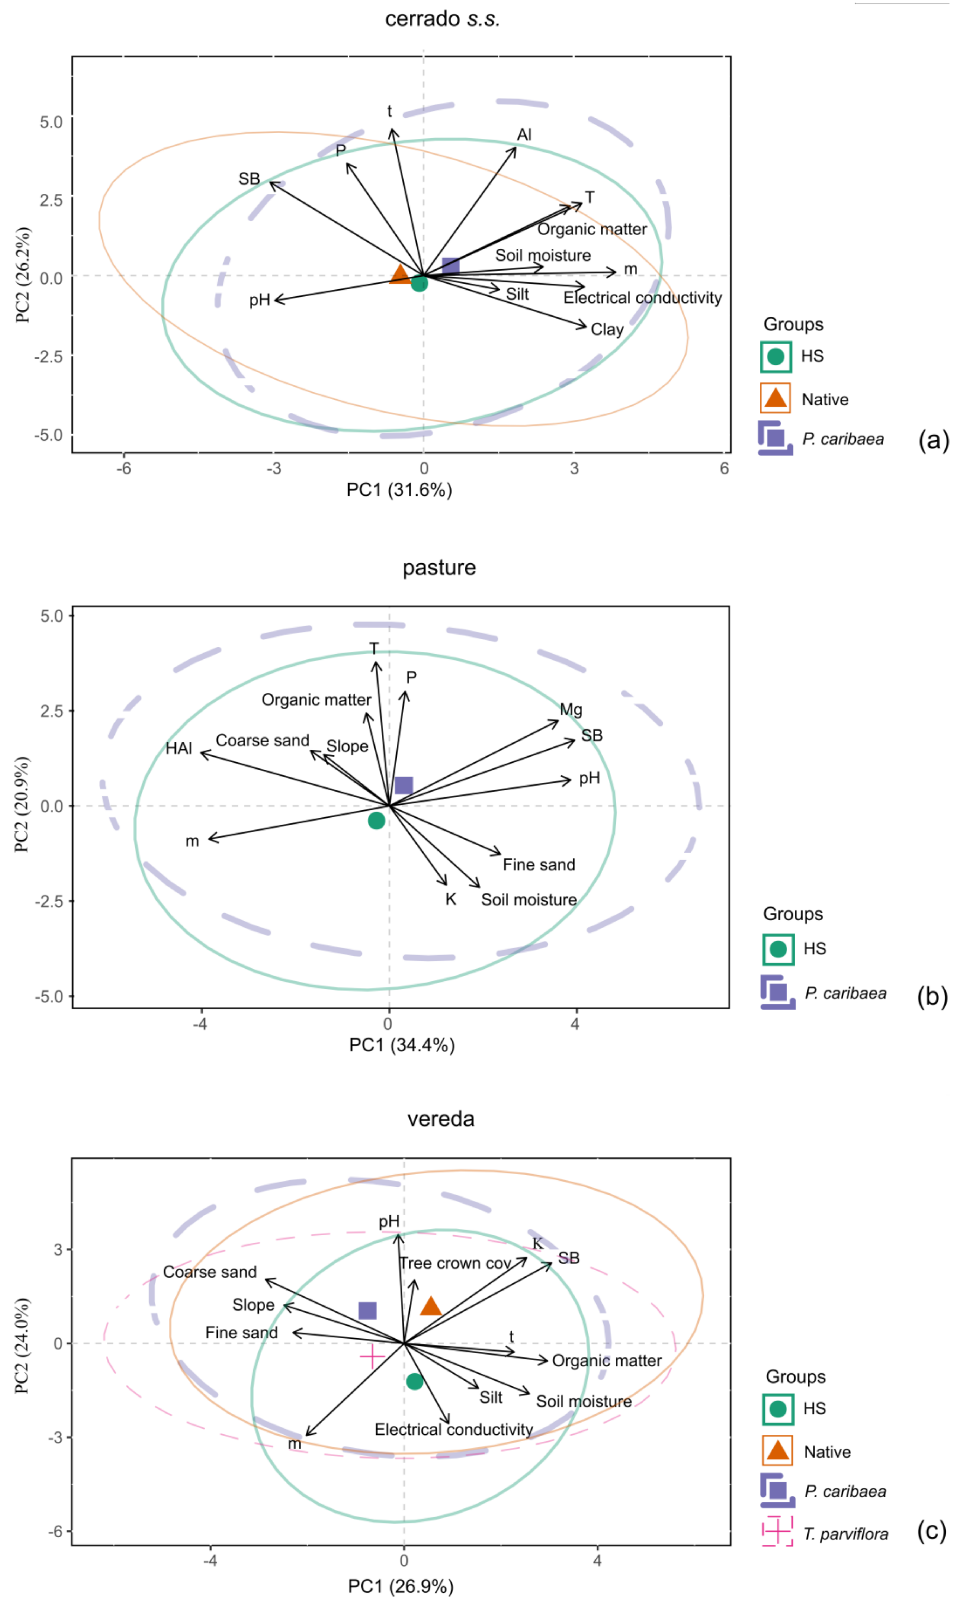 cerrado s.s.
t
Al
5.0
P
SB
T
2.5
Organic matter
Soil moisture
m
0.0
Silt
Electrical conductivity
pH
Clay
-2.5
-5.0
PC2 (26.2%)
-6
-3
0
3
6
PC1 (31.6%)
Groups
HS
Native
P. caribaea
(a)
pasture
5.0
T
P
Organic matter
Mg
2.5
SB
Coarse sand
HAl
Slope
pH
0.0
m
Fine sand
K
Soil moisture
-2.5
-5.0
PC2 (20.9%)
-4
0
4
PC1 (34.4%)
Groups
HS
P. caribaea
(b)
vereda
pH
K
3
SB
Tree crown cov
Coarse sand
Slope
Fine sand
t
0
Organic matter
Silt
Soil moisture
Electrical conductivity
-3
m
-6
PC2 (24.0%)
-4
0
4
PC1 (26.9%)
Groups
HS
Native
P. caribaea
T. parviflora
(c)